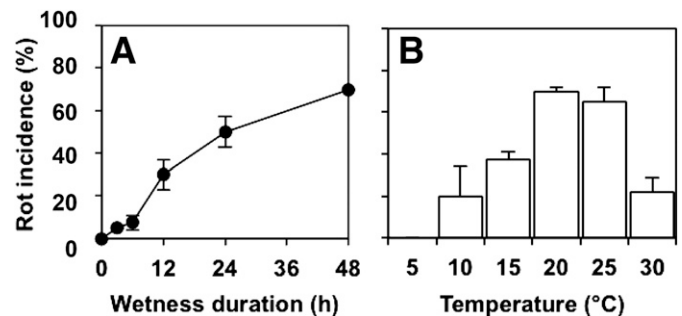 100
80
60
40
20
0
Rot incidence (%)
A
0 12 24 36 48
Wetness duration (h)
B
5 10 15 20 25 30
Temperature (°C)